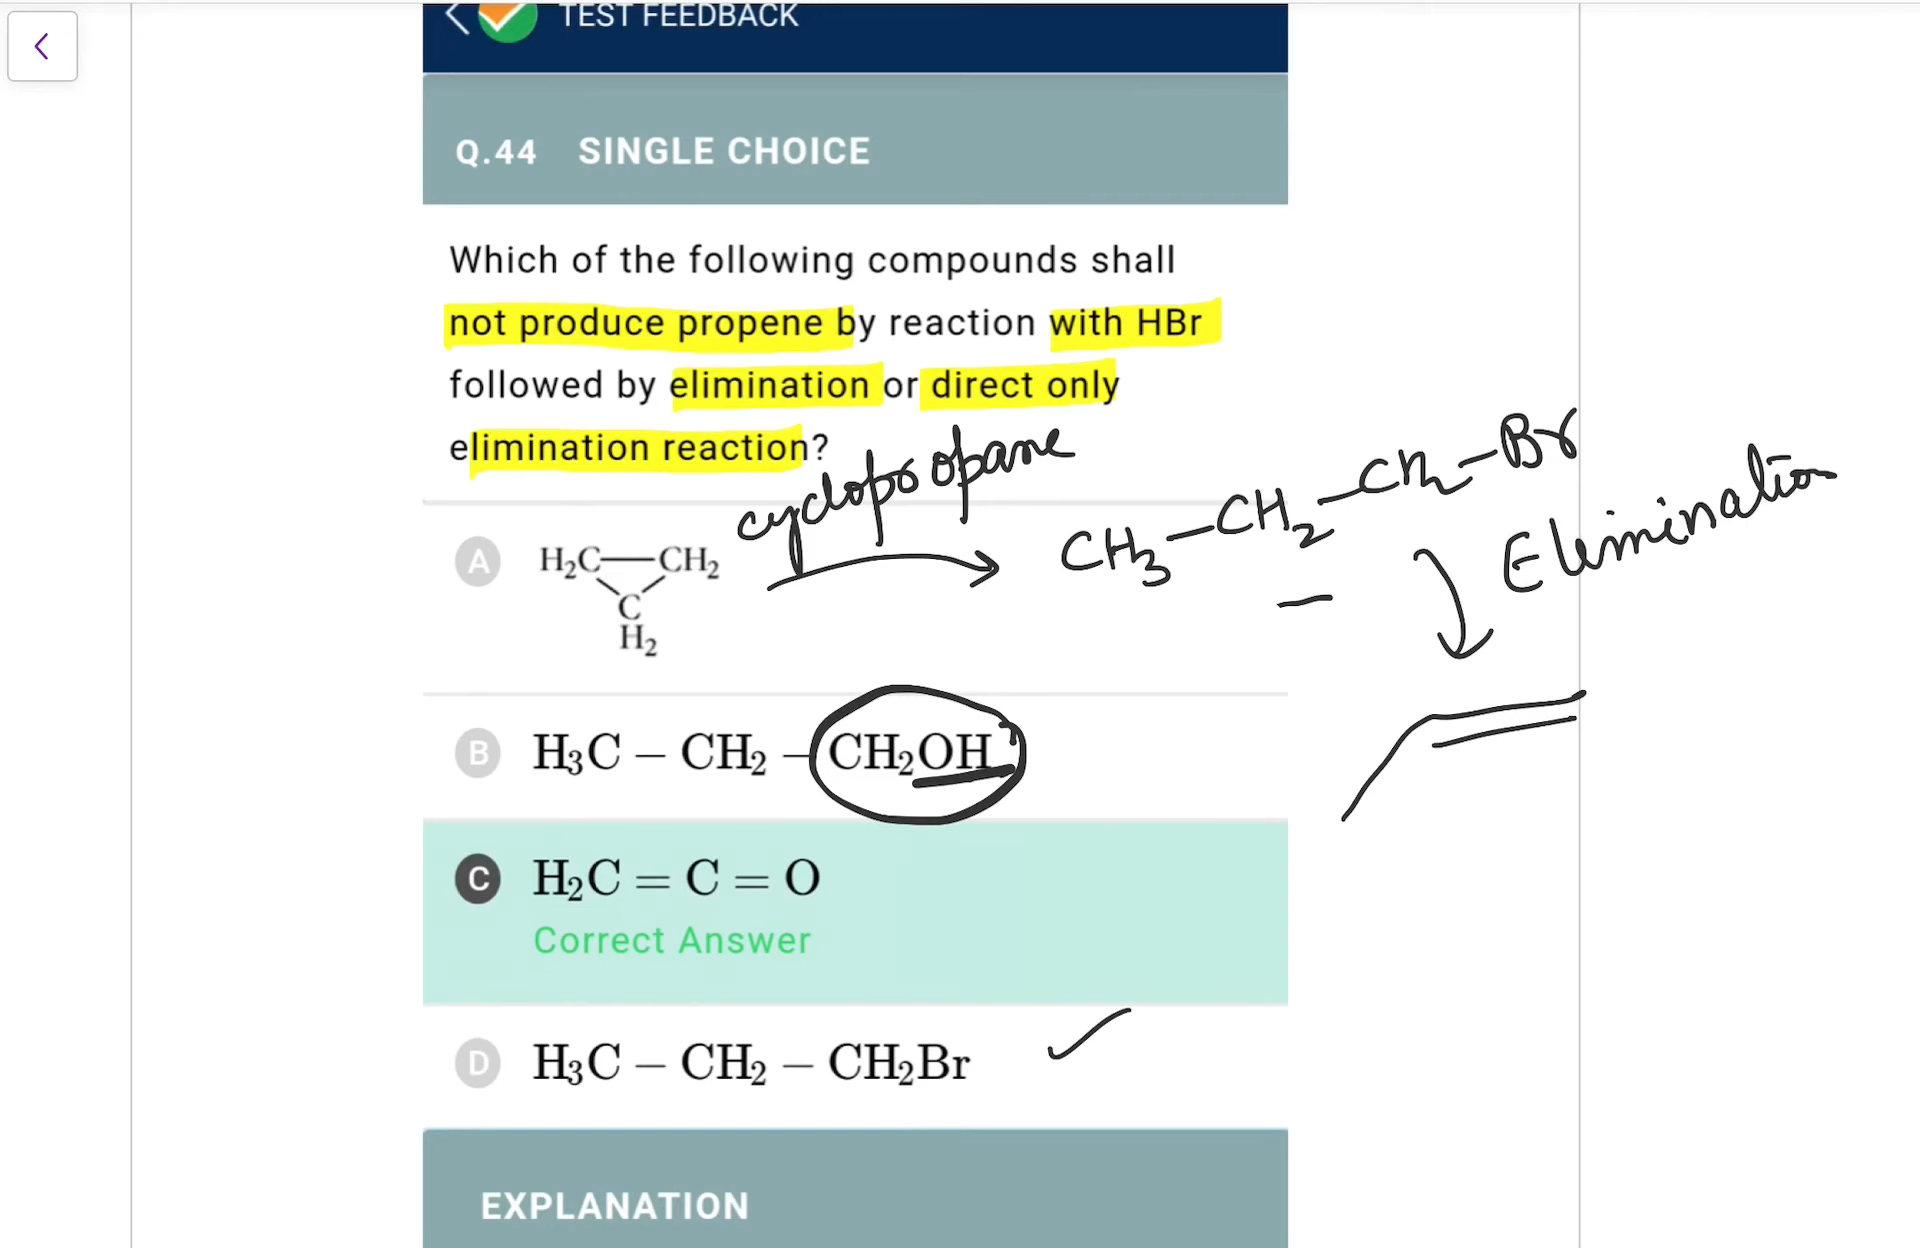 TEST FEEDBACK
Q.44 SINGLE CHOICE
Which of the following compounds shall
not produce propene by reaction with HBr
followed by elimination or direct only
elimination reaction?
cyclopropane
CH3-CH2-CH2-Br
Elimination
A H₂C—CH₂
C
H₂
B H₃C – CH₂ – CH₂OH
C H₂C = C = O
Correct Answer
D H₃C – CH₂ – CH₂Br
EXPLANATION